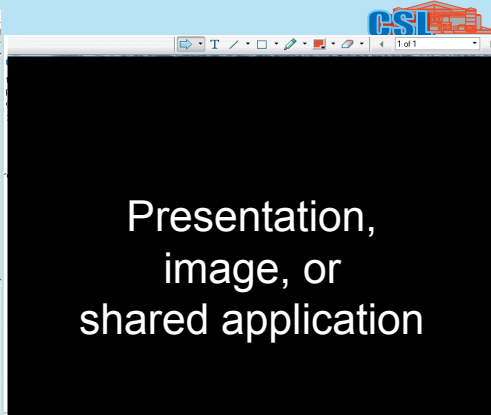 CSL
T
1 of 1
Presentation,
image, or
shared application